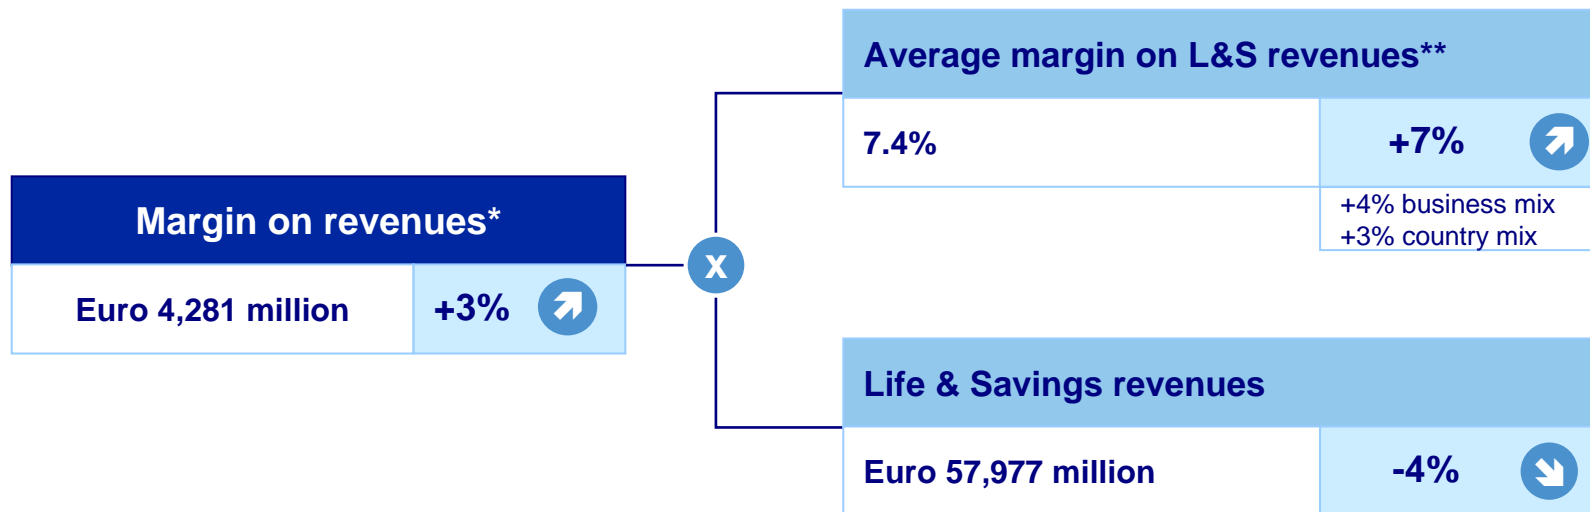 Average margin on L&S revenues**
7.4%
+7%
+4% business mix
+3% country mix
Margin on revenues*
Euro 4,281 million
+3%
x
Life & Savings revenues
Euro 57,977 million
-4%